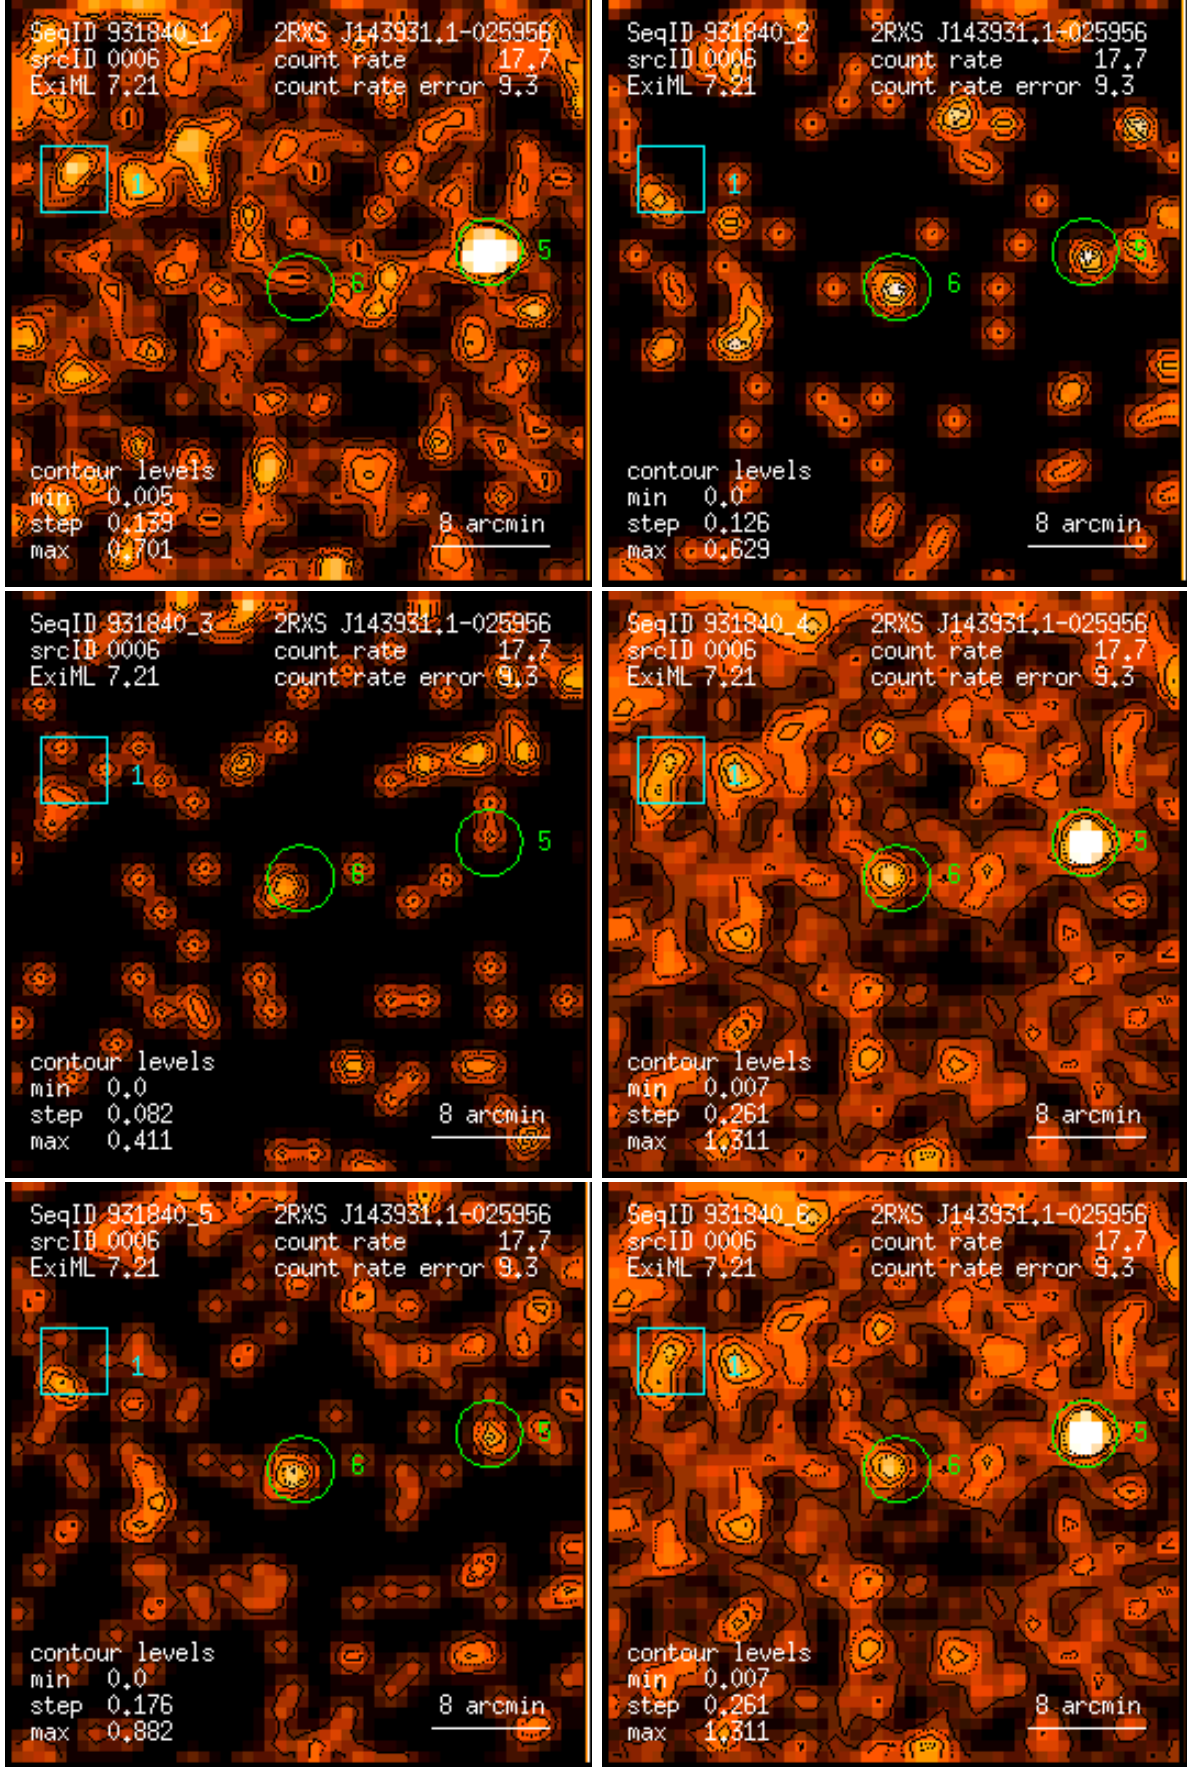 SeqID 931840_1 2RXS J143931.1-025956
srcID 0006 count rate 17.7
ExiML 7.21 count rate error 9.3
1
5
6
contour levels
min 0.005
step 0.139
max 0.701
8 arcmin
SeqID 931840_2 2RXS J143931.1-025956
srcID 0006 count rate 17.7
ExiML 7.21 count rate error 9.3
1
5
6
contour levels
min 0.0
step 0.126
max 0.629
8 arcmin
SeqID 931840_3 2RXS J143931.1-025956
srcID 0006 count rate 17.7
ExiML 7.21 count rate error 9.3
1
5
6
contour levels
min 0.0
step 0.082
max 0.411
8 arcmin
SeqID 931840_4 2RXS J143931.1-025956
srcID 0006 count rate 17.7
ExiML 7.21 count rate error 9.3
1
5
6
contour levels
min 0.007
step 0.261
max 1.311
8 arcmin
SeqID 931840_5 2RXS J143931.1-025956
srcID 0006 count rate 17.7
ExiML 7.21 count rate error 9.3
1
5
6
contour levels
min 0.0
step 0.176
max 0.882
8 arcmin
SeqID 931840_6 2RXS J143931.1-025956
srcID 0006 count rate 17.7
ExiML 7.21 count rate error 9.3
1
5
6
contour levels
min 0.007
step 0.261
max 1.311
8 arcmin